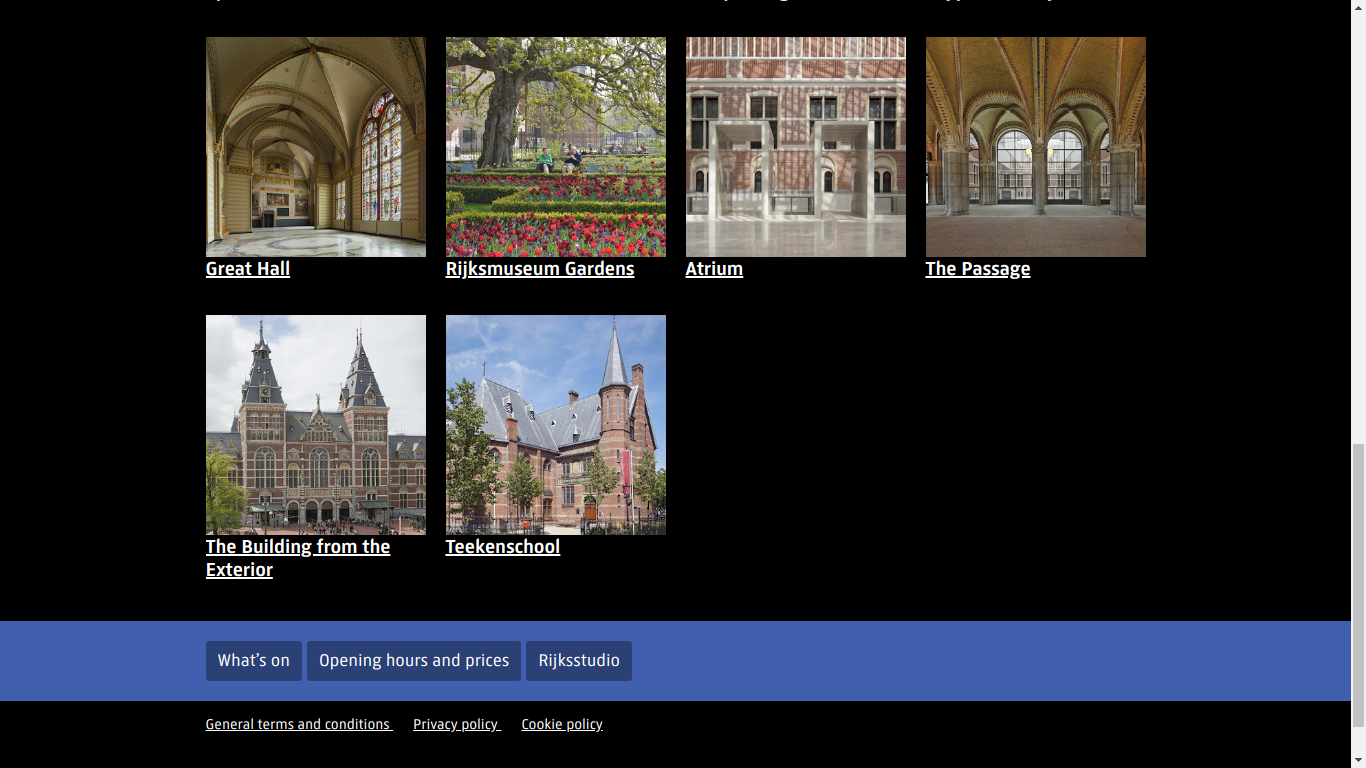 Great Hall
Rijksmuseum Gardens
Atrium
The Passage
The Building from the
Exterior
Teekenschool
What's on
Opening hours and prices
Rijksstudio
General terms and conditions
Privacy policy
Cookie policy